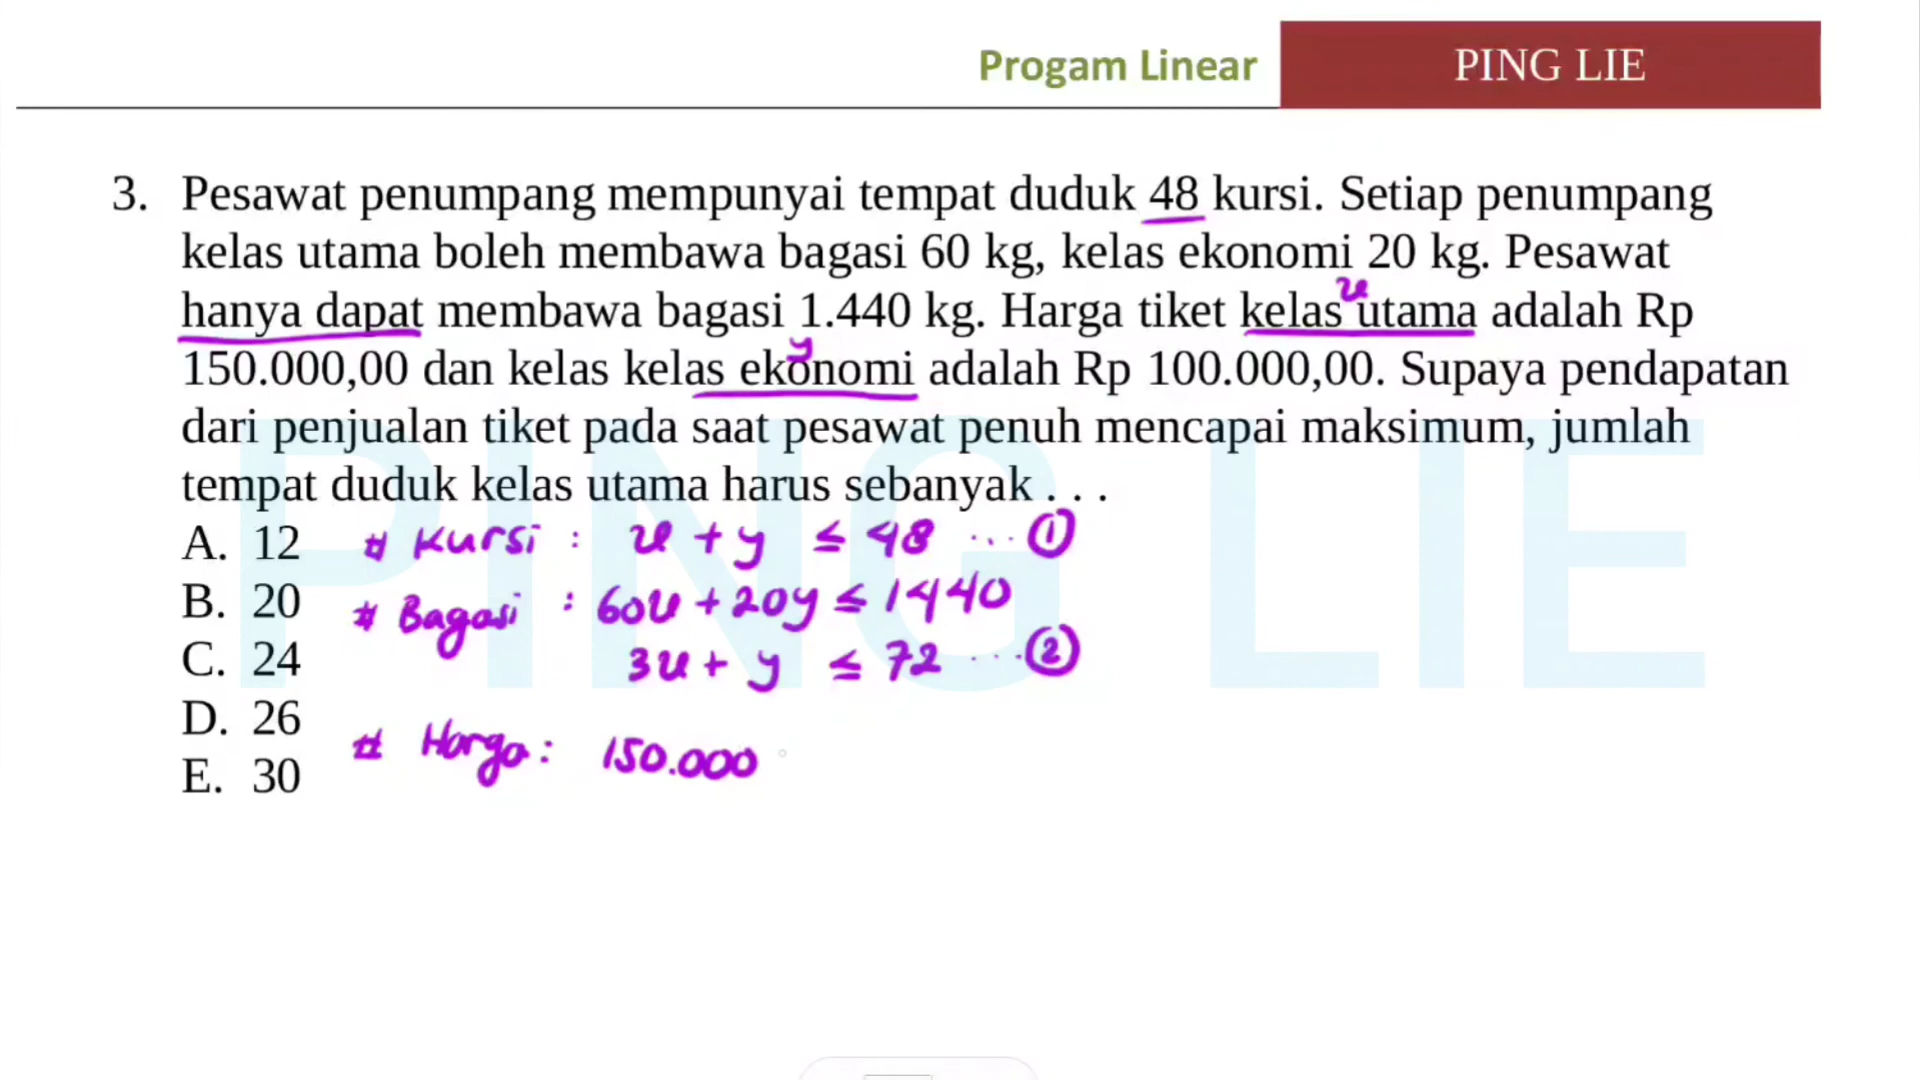 Progam Linear
PING LIE
3. Pesawat penumpang mempunyai tempat duduk 48 kursi. Setiap penumpang
kelas utama boleh membawa bagasi 60 kg, kelas ekonomi 20 kg. Pesawat
x
hanya dapat membawa bagasi 1.440 kg. Harga tiket kelas utama adalah Rp
y
150.000,00 dan kelas kelas ekonomi adalah Rp 100.000,00. Supaya pendapatan
dari penjualan tiket pada saat pesawat penuh mencapai maksimum, jumlah
tempat duduk kelas utama harus sebanyak . . .
A. 12
# Kursi : x + y ≤ 48 ... ①
B. 20
# Bagasi : 60x + 20y ≤ 1440
C. 24
3x + y ≤ 72 ... ②
D. 26
# Harga : 150.000
E. 30
PING LIE